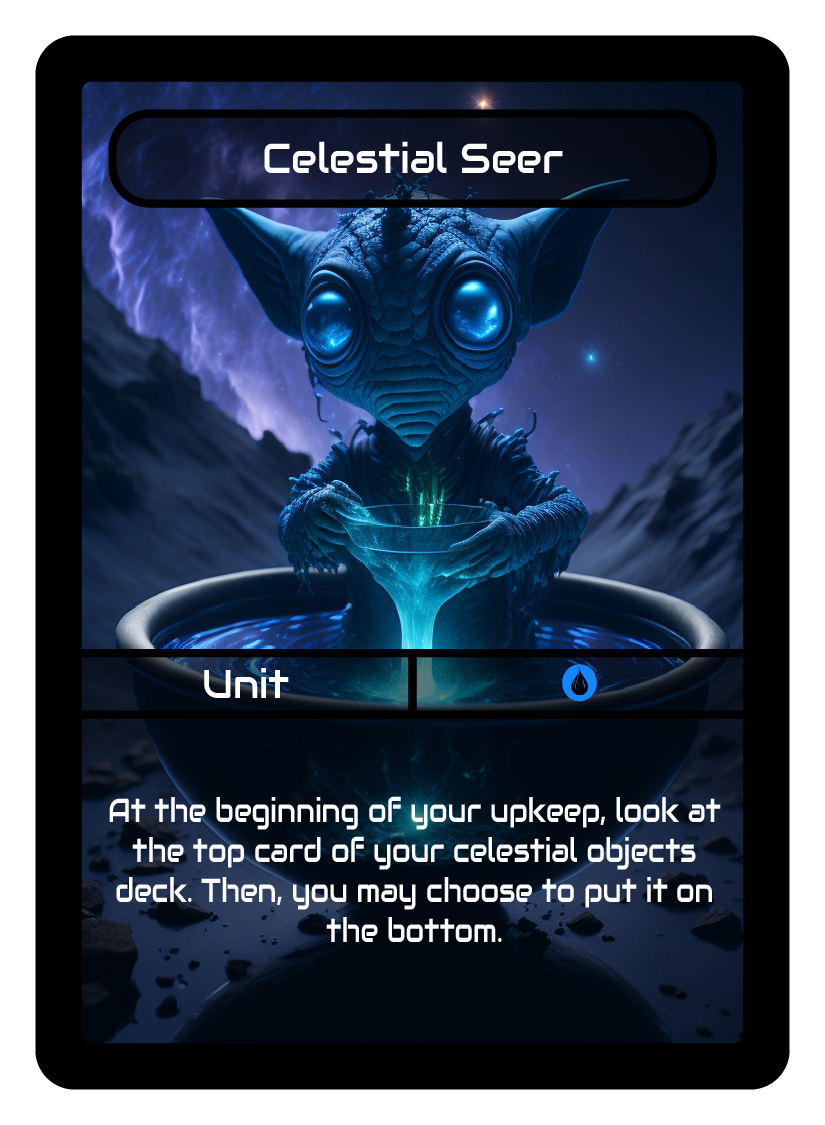 Celestial Seer
Unit
At the beginning of your upkeep, look at
the top card of your celestial objects
deck. Then, you may choose to put it on
the bottom.